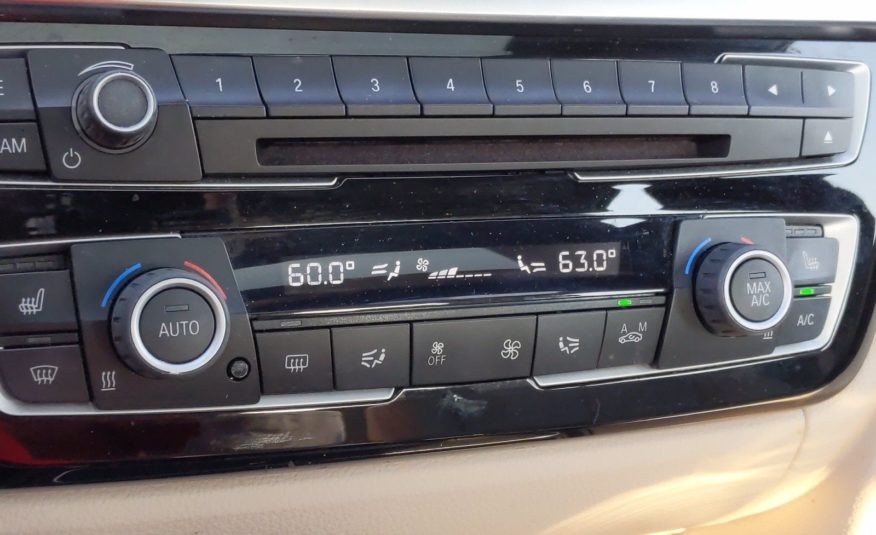 1 2 3 4 5 6 7 8
AM
60.0° 63.0°
AUTO
MAX
A/C
OFF
A M
A/C